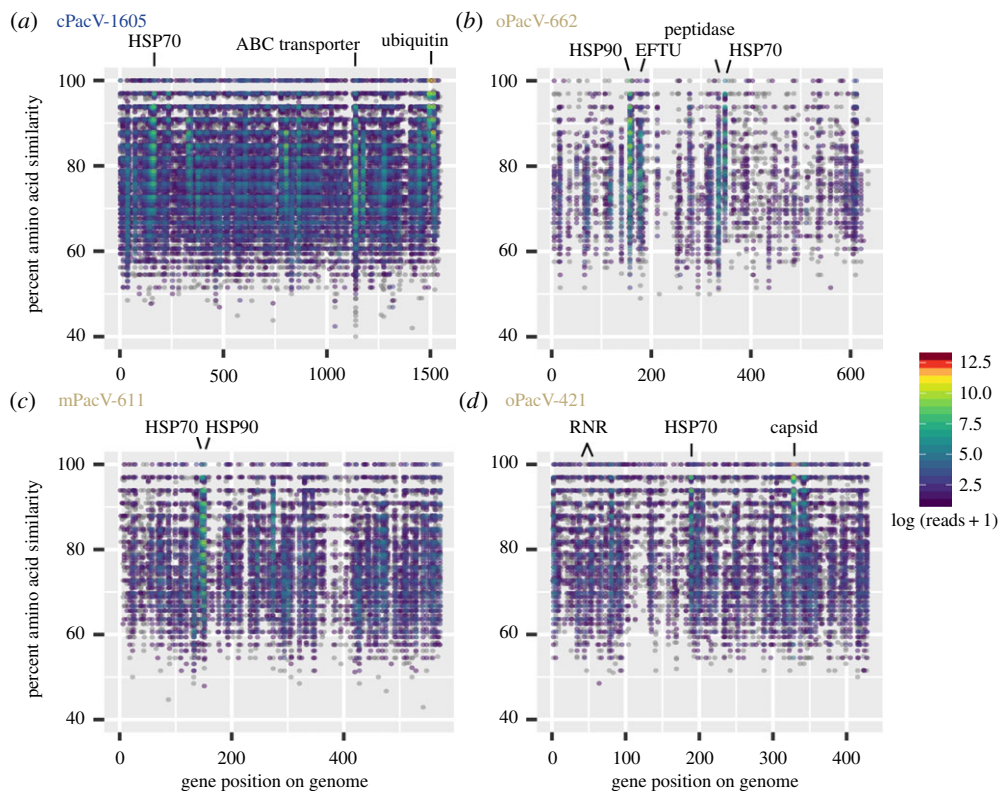 (a) cPacV-1605
HSP70 ABC transporter ubiquitin
percent amino acid similarity
100
80
60
40
0 500 1000 1500
(b) oPacV-662
HSP90 EFTU peptidase HSP70
100
80
60
40
0 200 400 600
(c) mPacV-611
HSP70 HSP90
percent amino acid similarity
100
80
60
40
0 200 400
gene position on genome
(d) oPacV-421
RNR HSP70 capsid
100
80
60
40
0 100 200 300 400
gene position on genome
12.5
10.0
7.5
5.0
2.5
log (reads + 1)